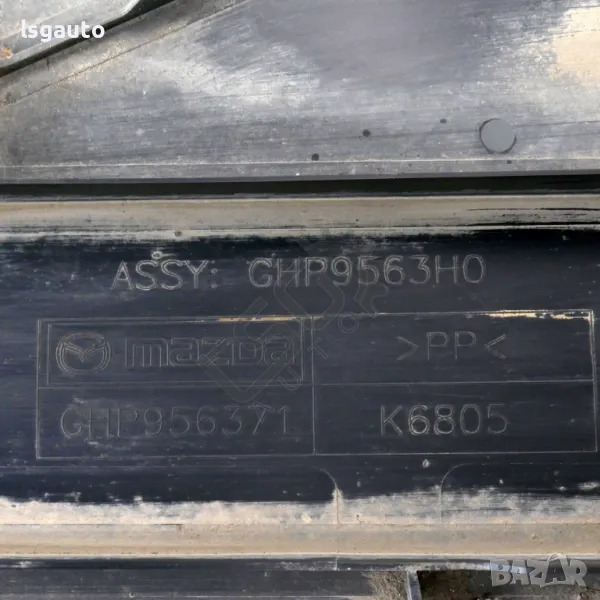 lsgauto
ASSY: GHP9563H0
mazda >PP<
GHP956371 K6805
BAZAR